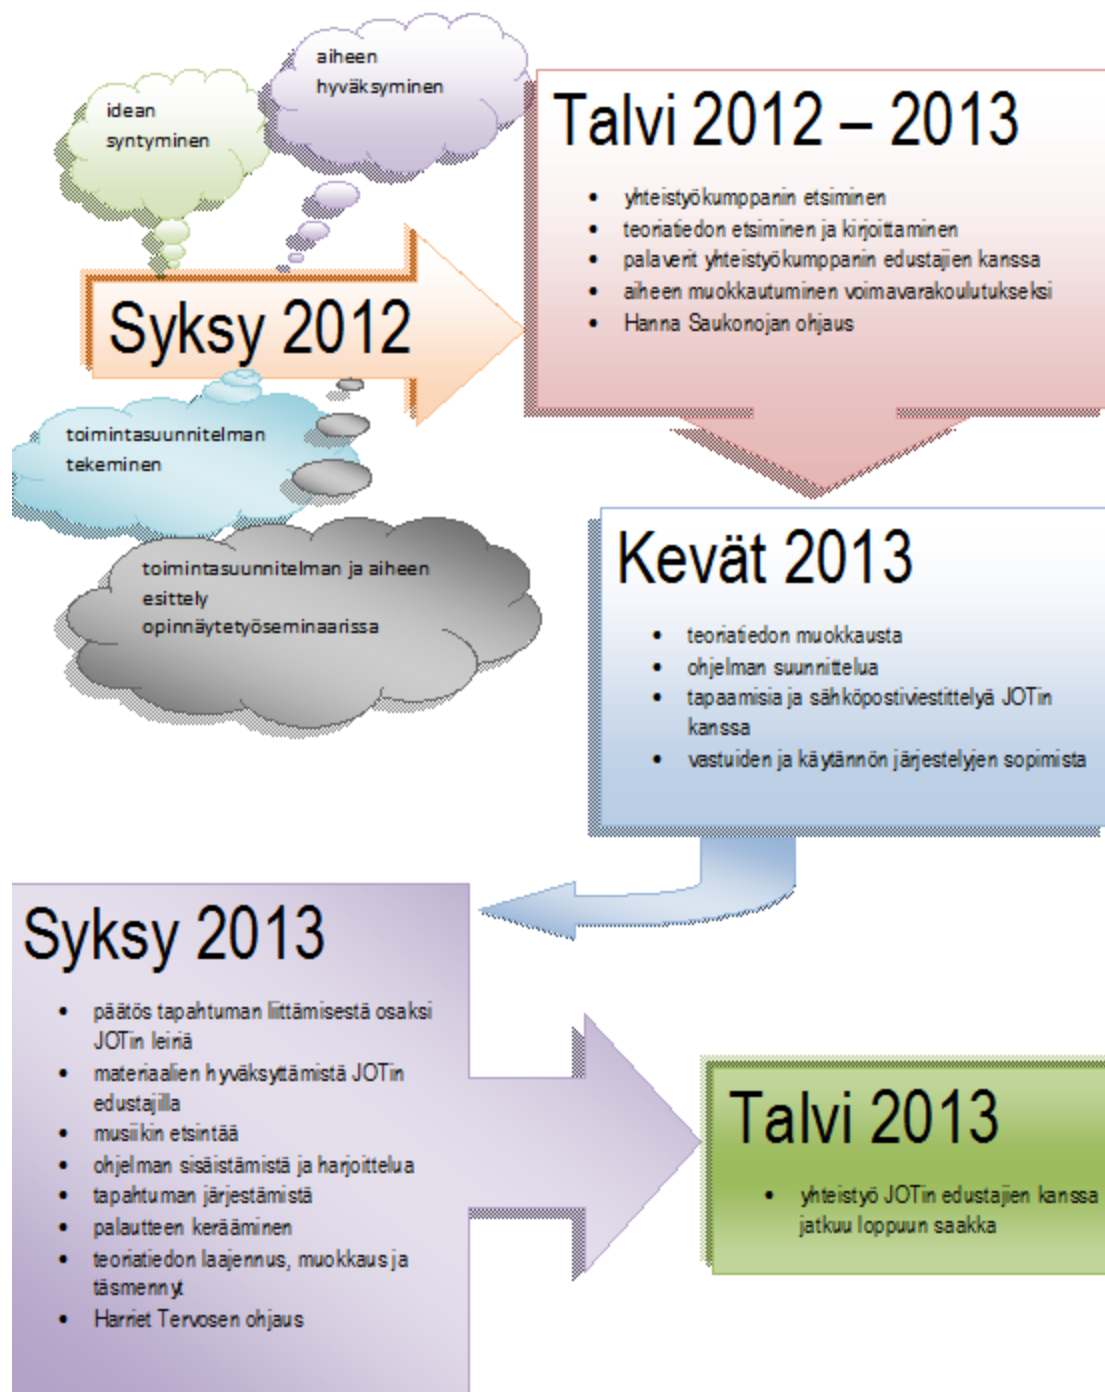 idean
syntyminen
aiheen
hyväksyminen
Syksy 2012
toimintasuunnitelman
tekeminen
toimintasuunnitelman ja aiheen
esittely
opinnäytetyöseminaarissa
Talvi 2012 – 2013
• yhteistyökumppanin etsiminen
• teoriatiedon etsiminen ja kirjoittaminen
• palaverit yhteistyökumppanin edustajien kanssa
• aiheen muokkautuminen voimavarakoulutukseksi
• Hanna Saukonojan ohjaus
Kevät 2013
• teoriatiedon muokkausta
• ohjelman suunnittelua
• tapaamisia ja sähköpostiviestittelyä JOTin
kanssa
• vastuiden ja käytännön järjestelyjen sopimista
Syksy 2013
• päätös tapahtuman liittämisestä osaksi
JOTin leiriä
• materiaalien hyväksyttämistä JOTin
edustajilla
• musiikin etsintää
• ohjelman sisäistämistä ja harjoittelua
• tapahtuman järjestämistä
• palautteen kerääminen
• teoriatiedon laajennus, muokkaus ja
täsmennyt
• Harriet Tervosen ohjaus
Talvi 2013
• yhteistyö JOTin edustajien kanssa
jatkuu loppuun saakka